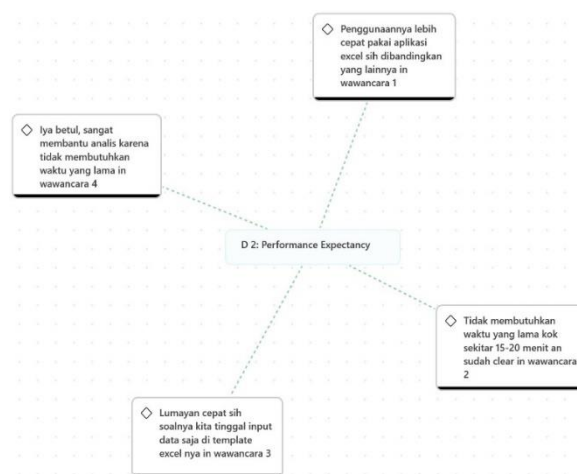 Penggunaannya lebih
cepat pakai aplikasi
excel sih dibandingkan
yang lainnya in
wawancara 1
Iya betul, sangat
membantu analis karena
tidak membutuhkan
waktu yang lama in
wawancara 4
D 2: Performance Expectancy
Tidak membutuhkan
waktu yang lama kok
sekitar 15-20 menit an
sudah clear in wawancara
2
Lumayan cepat sih
soalnya kita tinggal input
data saja di template
excel nya in wawancara 3